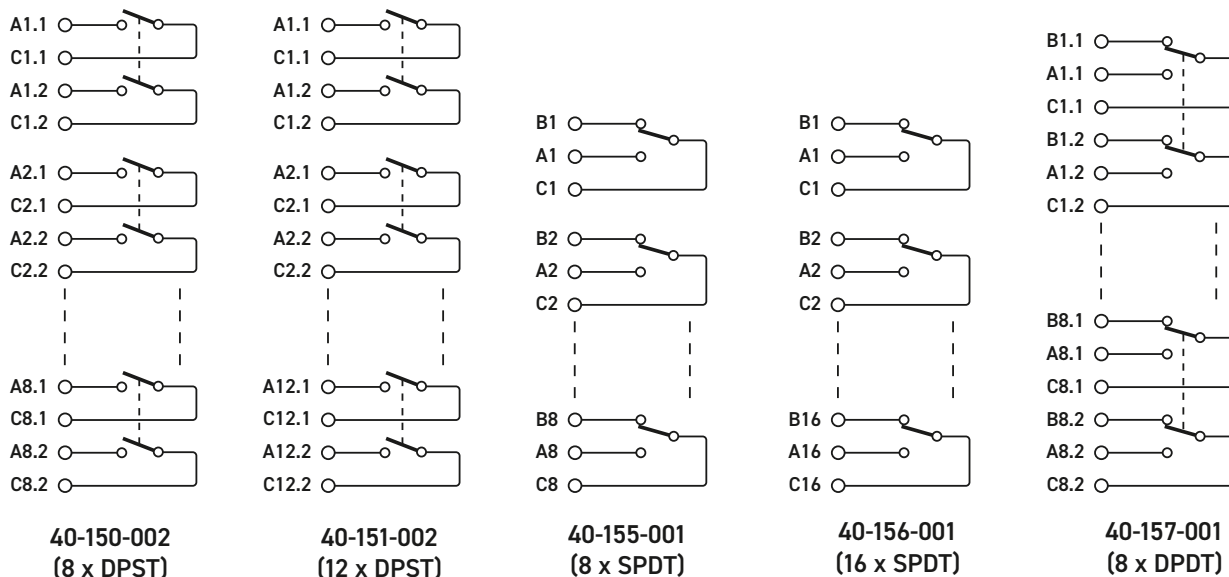 A1.1
C1.1
A1.2
C1.2
A2.1
C2.1
A2.2
C2.2
A8.1
C8.1
A8.2
C8.2
40-150-002
(8 x DPST)
A1.1
C1.1
A1.2
C1.2
A2.1
C2.1
A2.2
C2.2
A12.1
C12.1
A12.2
C12.2
40-151-002
(12 x DPST)
B1
A1
C1
B2
A2
C2
B8
A8
C8
40-155-001
(8 x SPDT)
B1
A1
C1
B2
A2
C2
B16
A16
C16
40-156-001
(16 x SPDT)
B1.1
A1.1
C1.1
B1.2
A1.2
C1.2
B8.1
A8.1
C8.1
B8.2
A8.2
C8.2
40-157-001
(8 x DPDT)